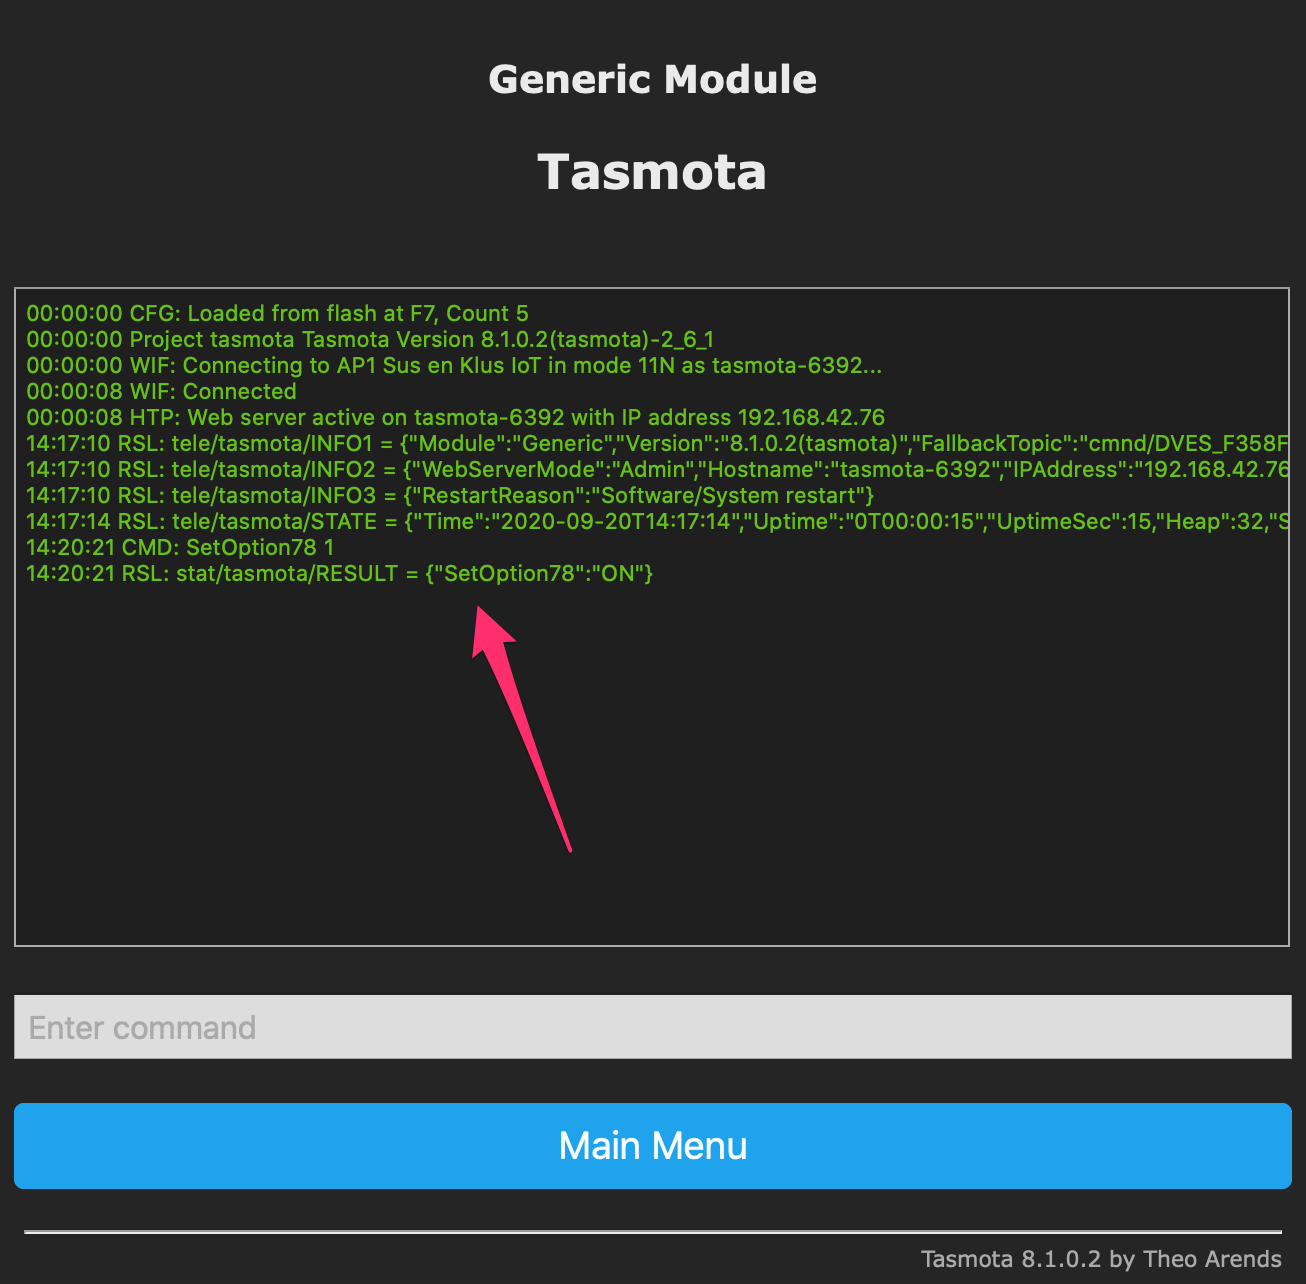 Generic Module
Tasmota
00:00:00 CFG: Loaded from flash at F7, Count 5
00:00:00 Project tasmota Tasmota Version 8.1.0.2(tasmota)-2_6_1
00:00:00 WIF: Connecting to AP1 Sus en Klus IoT in mode 11N as tasmota-6392...
00:00:08 WIF: Connected
00:00:08 HTP: Web server active on tasmota-6392 with IP address 192.168.42.76
14:17:10 RSL: tele/tasmota/INFO1 = {"Module":"Generic","Version":"8.1.0.2(tasmota)","FallbackTopic":"cmnd/DVES_F358F
14:17:10 RSL: tele/tasmota/INFO2 = {"WebServerMode":"Admin","Hostname":"tasmota-6392","IPAddress":"192.168.42.76
14:17:10 RSL: tele/tasmota/INFO3 = {"RestartReason":"Software/System restart"}
14:17:14 RSL: tele/tasmota/STATE = {"Time":"2020-09-20T14:17:14","Uptime":"0T00:00:15","UptimeSec":15,"Heap":32,"S
14:20:21 CMD: SetOption78 1
14:20:21 RSL: stat/tasmota/RESULT = {"SetOption78":"ON"}
Enter command
Main Menu
Tasmota 8.1.0.2 by Theo Arends